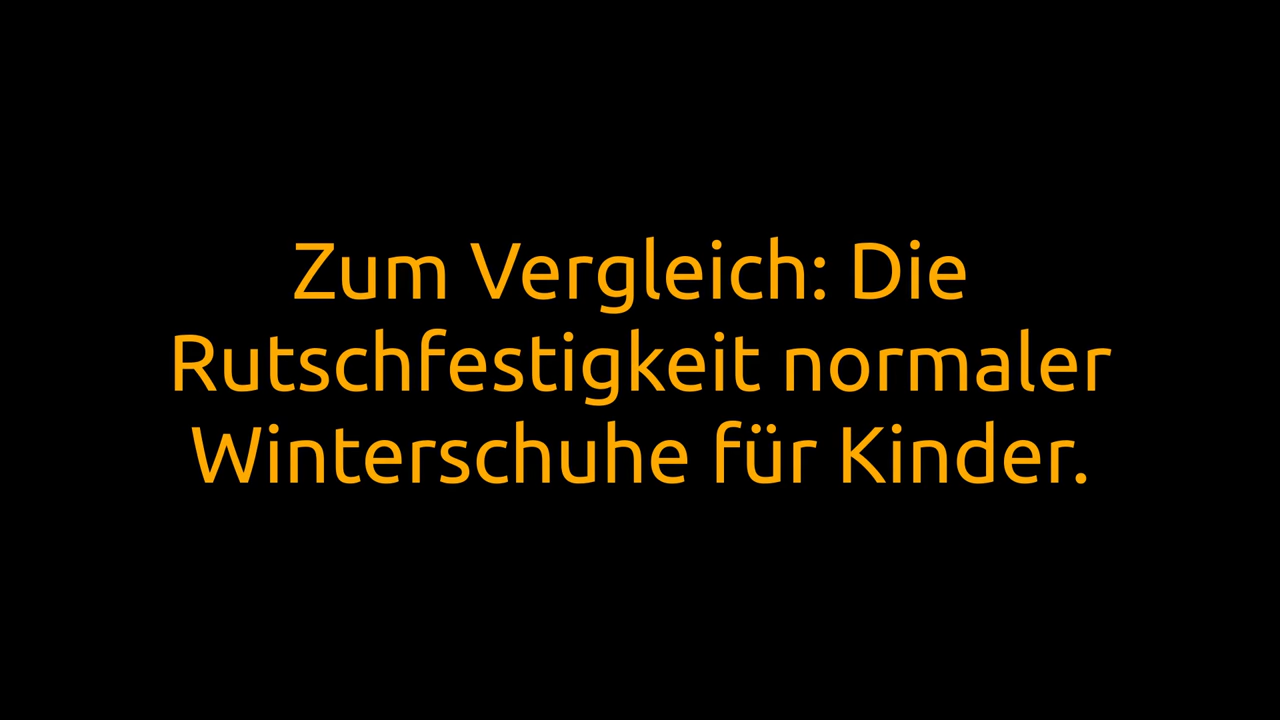 Zum Vergleich: Die
Rutschfestigkeit normaler
Winterschuhe für Kinder.